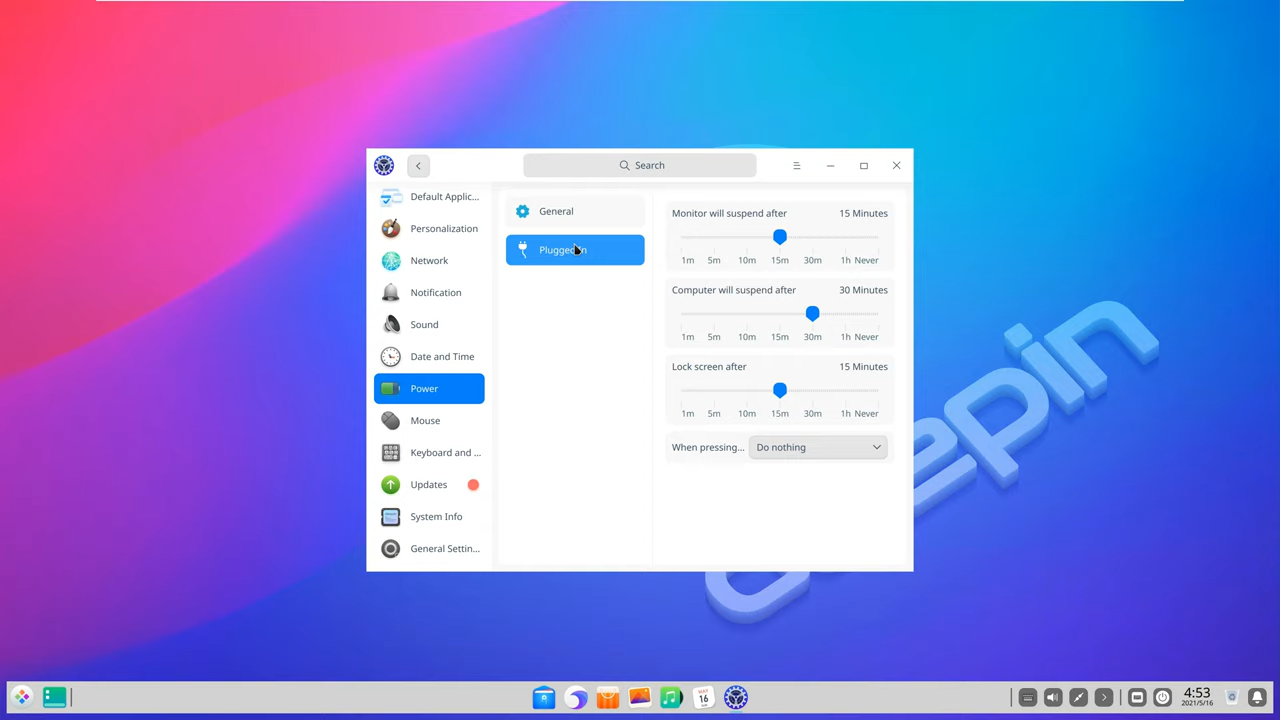 Search
Default Applic...
Personalization
Network
Notification
Sound
Date and Time
Power
Mouse
Keyboard and ...
Updates
System Info
General Settin...
General
Plugged In
Monitor will suspend after 15 Minutes
1m 5m 10m 15m 30m 1h Never
Computer will suspend after 30 Minutes
1m 5m 10m 15m 30m 1h Never
Lock screen after 15 Minutes
1m 5m 10m 15m 30m 1h Never
When pressing... Do nothing
deepin
MAY
16
4:53
2021/5/16